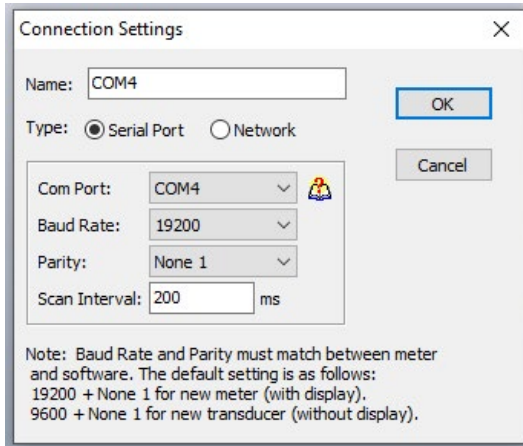 Connection Settings
Name: COM4
OK
Type: Serial Port Network
Cancel
Com Port: COM4
Baud Rate: 19200
Parity: None 1
Scan Interval: 200 ms
Note: Baud Rate and Parity must match between meter
and software. The default setting is as follows:
19200 + None 1 for new meter (with display).
9600 + None 1 for new transducer (without display).